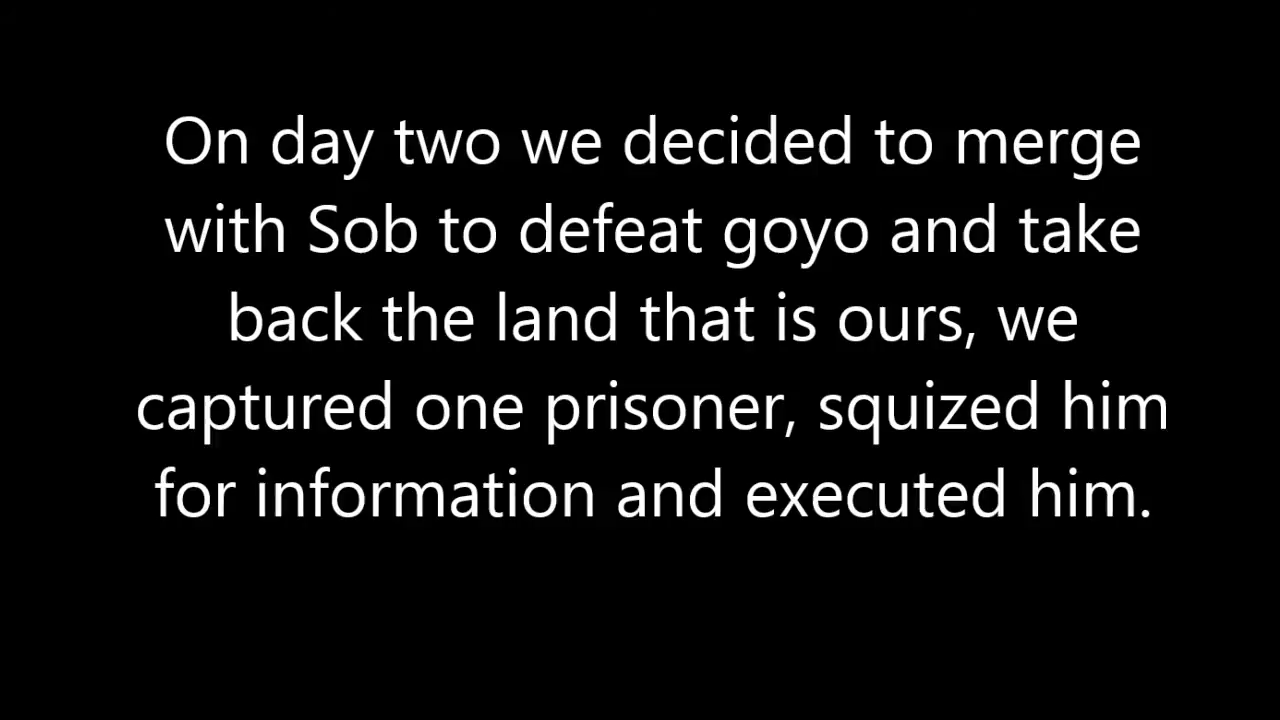 On day two we decided to merge
with Sob to defeat goyo and take
back the land that is ours, we
captured one prisoner, squized him
for information and executed him.